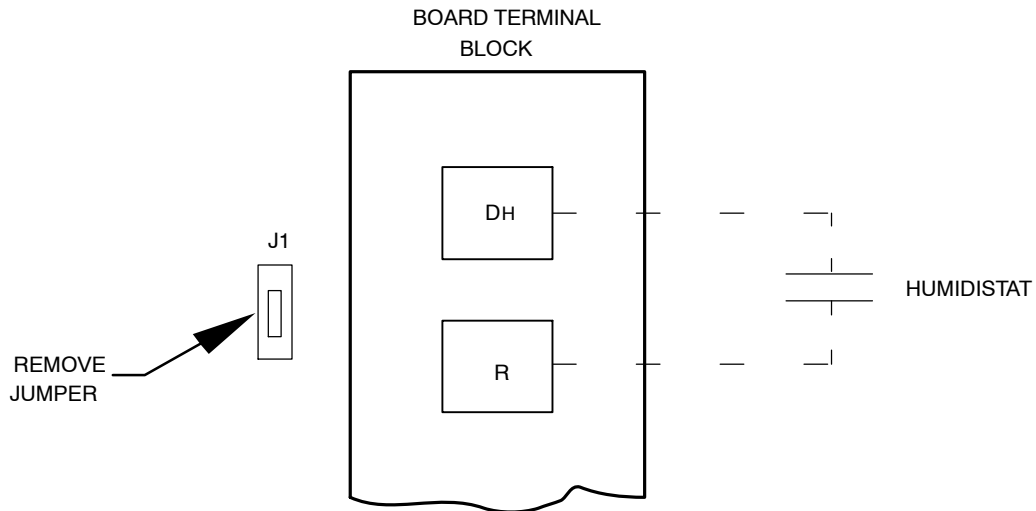 BOARD TERMINAL
BLOCK
DH
J1
HUMIDISTAT
REMOVE
JUMPER
R